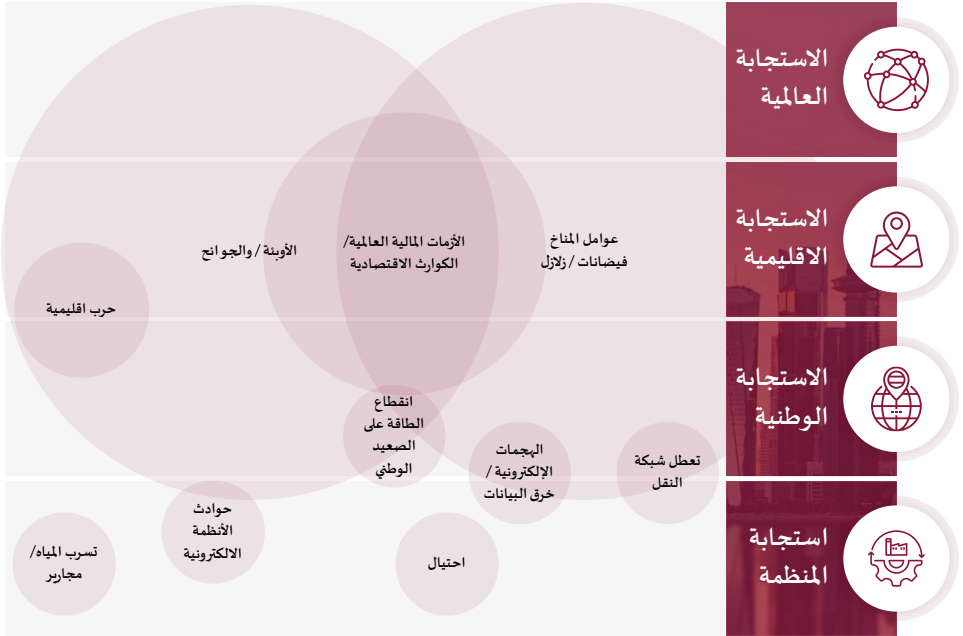 الاستجابة
العالمية
الاستجابة
الاقليمية
عوامل المناخ
فيضانات / زلازل
الأزمات المالية العالمية/
الكوارث الاقتصادية
الأوبئة / والجوائح
حرب اقليمية
الاستجابة
الوطنية
انقطاع
الطاقة على
الصعيد
الوطني
الهجمات
الإلكترونية /
خرق البيانات
تعطل شبكة
النقل
استجابة
المنظمة
احتيال
حوادث
الأنظمة
الالكترونية
تسرب المياه/
مجارير